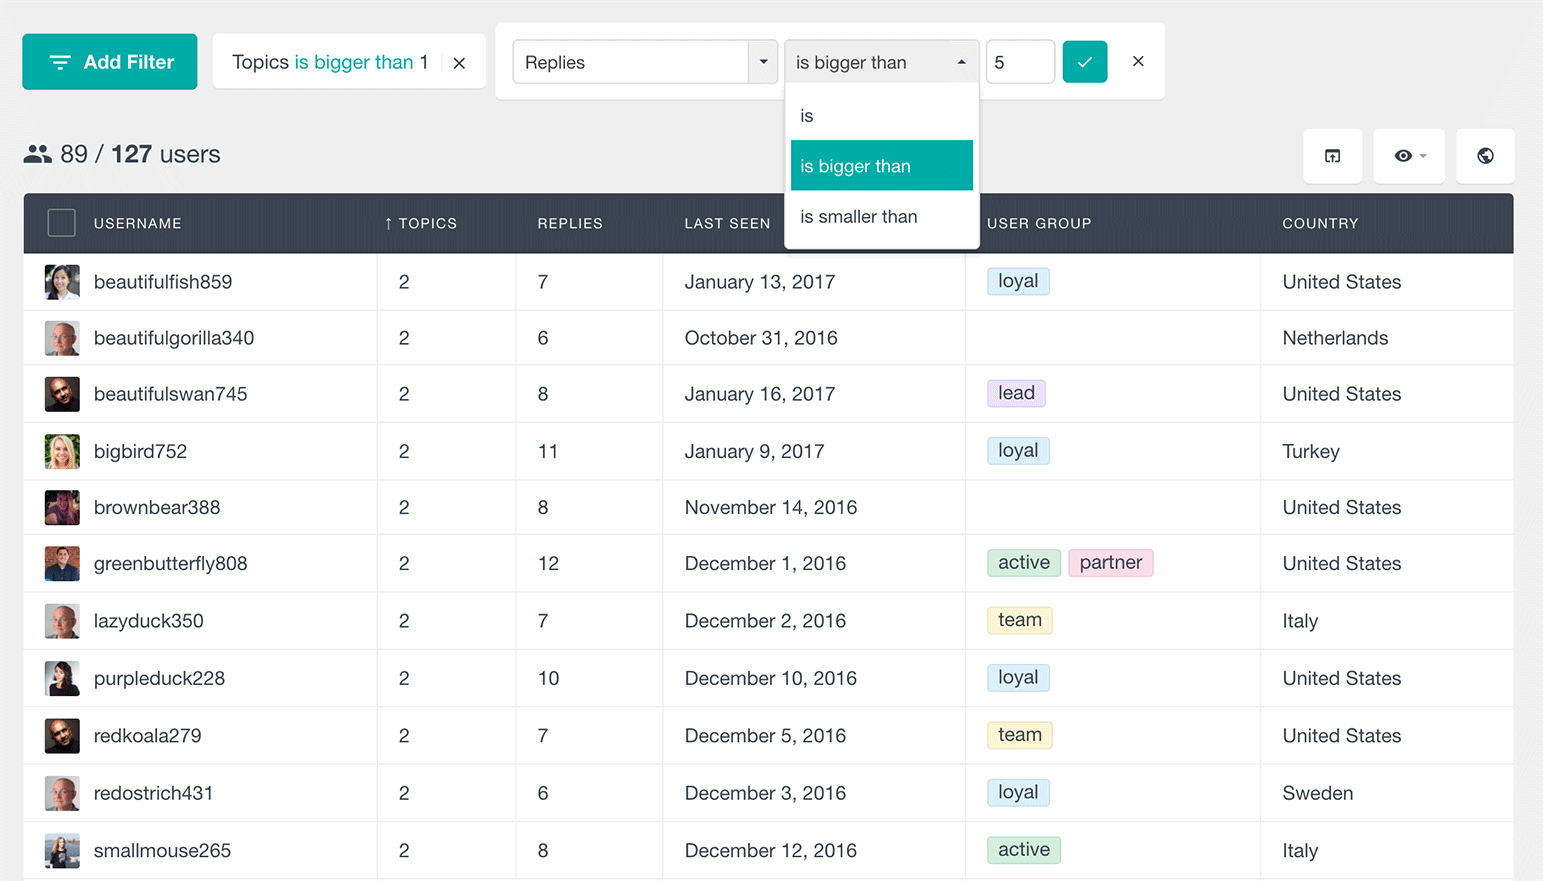 Add Filter
Topics is bigger than 1
Replies
is bigger than
5
is
is bigger than
is smaller than
89 / 127 users
USERNAME ↑ TOPICS REPLIES LAST SEEN USER GROUP COUNTRY
beautifulfish859 2 7 January 13, 2017 loyal United States
beautifulgorilla340 2 6 October 31, 2016 Netherlands
beautifulswan745 2 8 January 16, 2017 lead United States
bigbird752 2 11 January 9, 2017 loyal Turkey
brownbear388 2 8 November 14, 2016 United States
greenbutterfly808 2 12 December 1, 2016 active partner United States
lazyduck350 2 7 December 2, 2016 team Italy
purpleduck228 2 10 December 10, 2016 loyal United States
redkoala279 2 7 December 5, 2016 team United States
redostrich431 2 6 December 3, 2016 loyal Sweden
smallmouse265 2 8 December 12, 2016 active Italy